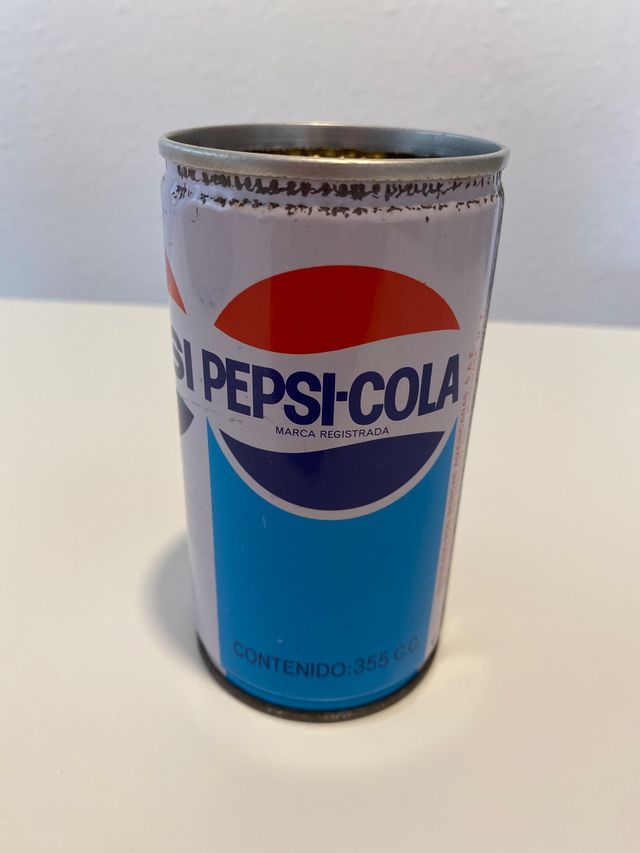 SI
PEPSI-COLA
MARCA REGISTRADA
CONTENIDO: 355 C.C.